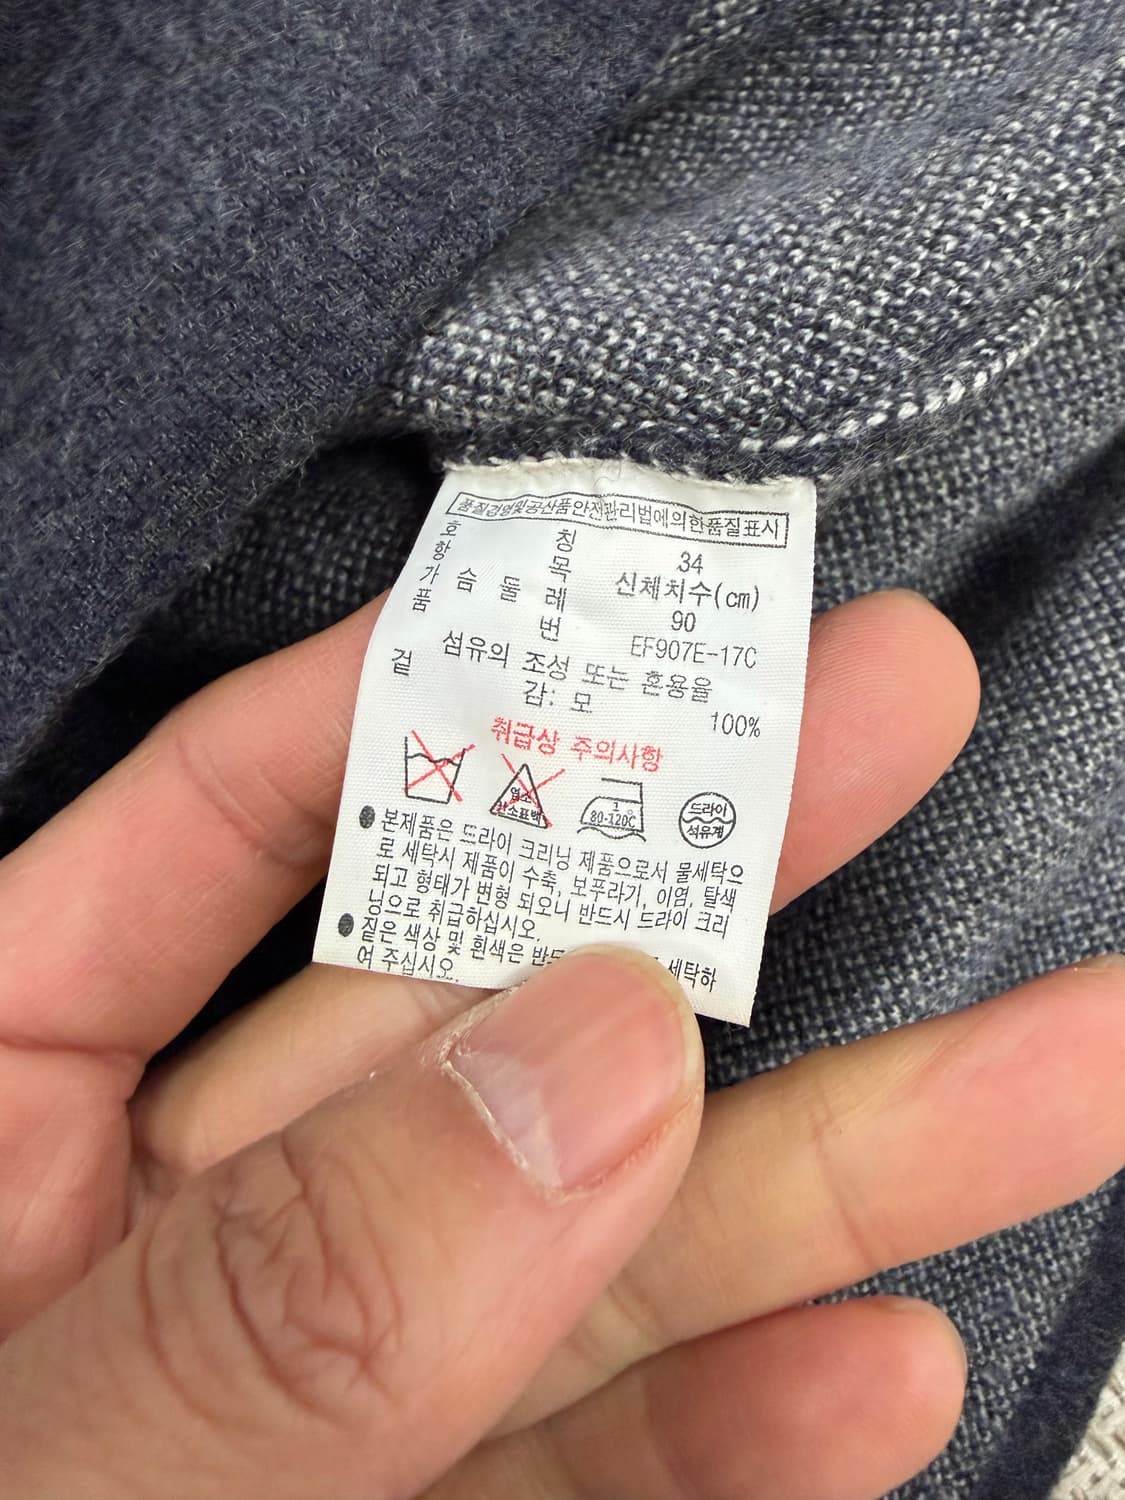 품질경영및공산품안전관리법에의한품질표시
호 칭 34
항 목 신체치수(cm)
가 슴 둘 레 90
품 번 EF907E-17C
섬유의 조성 또는 혼용율
겉 감: 모 100%
취급상 주의사항
염소 산소표백
80-120℃
드라이
석유계
● 본제품은 드라이 크리닝 제품으로서 물세탁으
로 세탁시 제품이 수축, 보푸라기, 이염, 탈색
되고 형태가 변형 되오니 반드시 드라이 크리
닝으로 취급하십시오.
● 짙은 색상 및 흰색은 세탁하
여 주십시오.